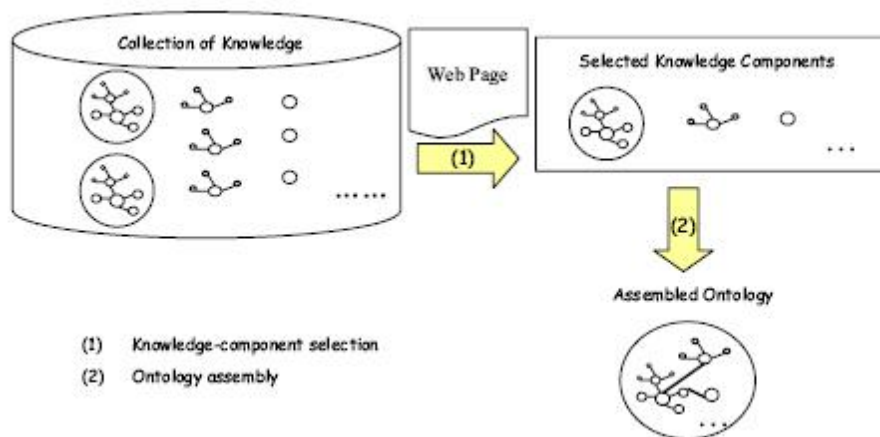 Collection of Knowledge
Web Page
Selected Knowledge Components
(1)
(2)
Assembled Ontology
(1) Knowledge-component selection
(2) Ontology assembly